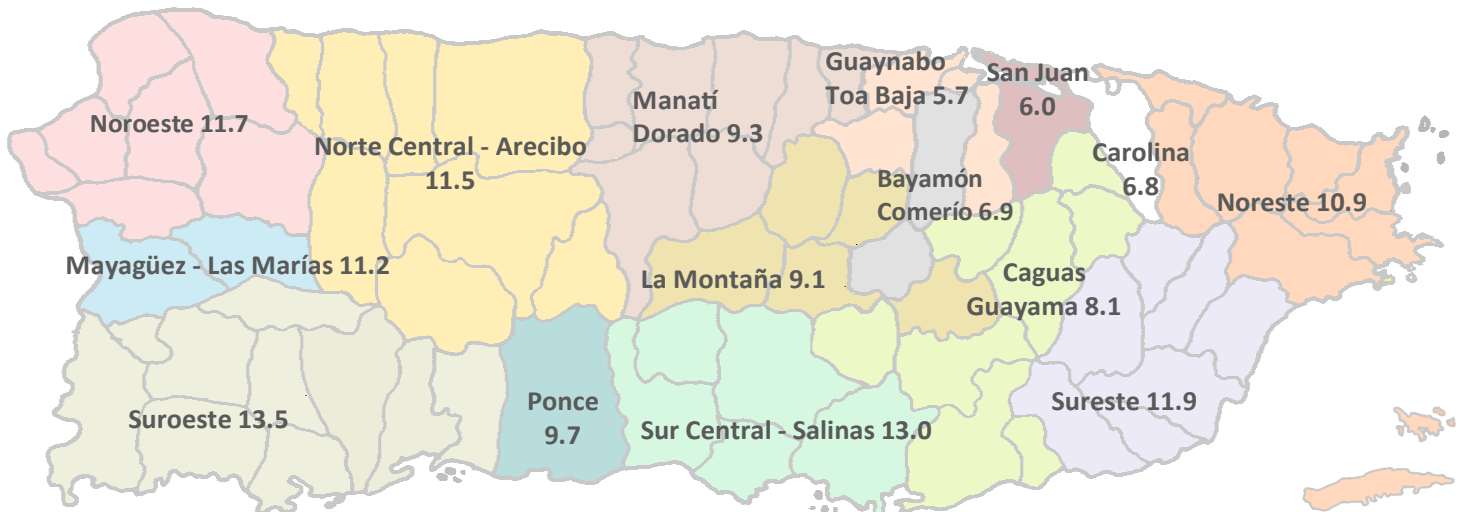 Guaynabo
Toa Baja 5.7
San Juan
6.0
Noroeste 11.7
Manatí
Dorado 9.3
Norte Central - Arecibo
11.5
Carolina
6.8
Bayamón
Comerío 6.9
Noreste 10.9
Mayagüez - Las Marías 11.2
La Montaña 9.1
Caguas
Guayama 8.1
Suroeste 13.5
Ponce
9.7
Sur Central - Salinas 13.0
Sureste 11.9